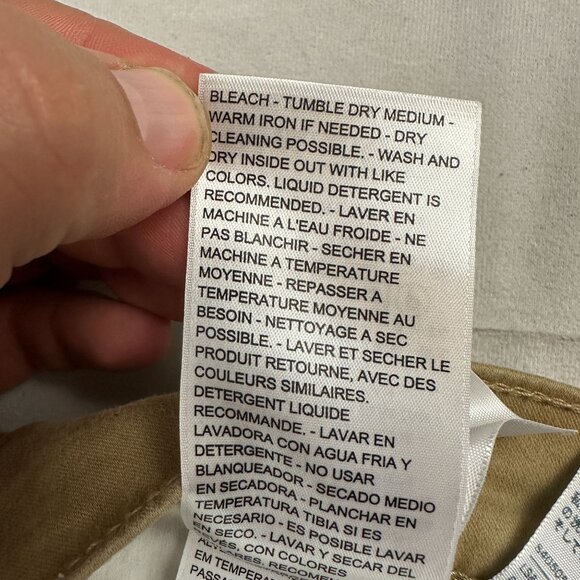 BLEACH - TUMBLE DRY MEDIUM -
WARM IRON IF NEEDED - DRY
CLEANING POSSIBLE. - WASH AND
DRY INSIDE OUT WITH LIKE
COLORS. LIQUID DETERGENT IS
RECOMMENDED. - LAVER EN
MACHINE A L'EAU FROIDE - NE
PAS BLANCHIR - SECHER EN
MACHINE A TEMPERATURE
MOYENNE - REPASSER A
TEMPERATURE MOYENNE AU
BESOIN - NETTOYAGE A SEC
POSSIBLE. - LAVER ET SECHER LE
PRODUIT RETOURNE, AVEC DES
COULEURS SIMILAIRES.
DETERGENT LIQUIDE
RECOMMANDE. - LAVAR EN
LAVADORA CON AGUA FRIA Y
DETERGENTE - NO USAR
BLANQUEADOR - SECADO MEDIO
EN SECADORA - PLANCHAR EN
TEMPERATURA TIBIA SI ES
NECESARIO - ES POSIBLE LAVAR
EN SECO. - LAVAR Y SECAR DEL
REVÉS, CON COLORES
EM TEMPERA
PASSA